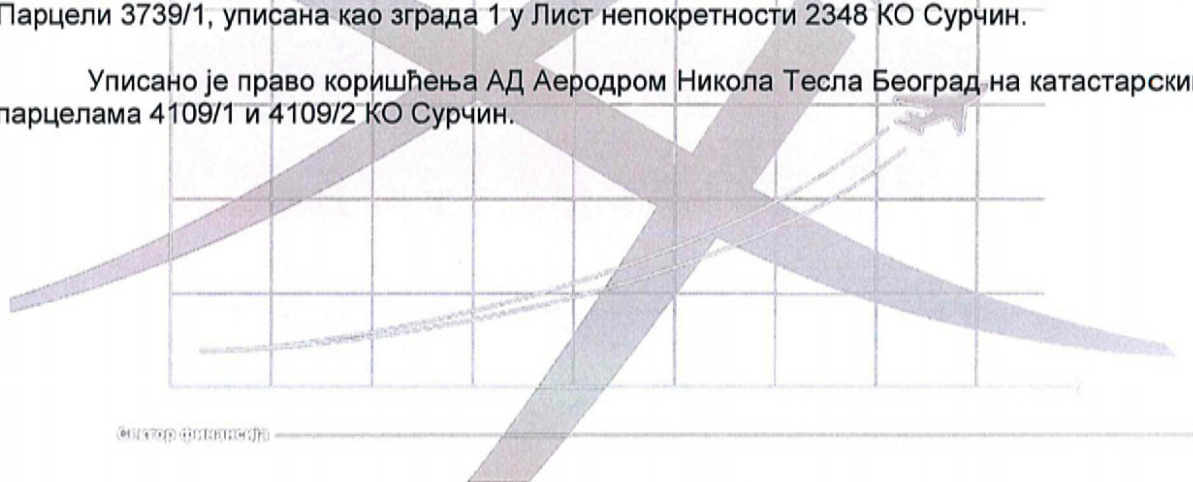 Парцели 3739/1, уписана као зграда 1 у Лист непокретности 2348 КО Сурчин.
Уписано је право коришћења АД Аеродром Никола Тесла Београд на катастарски
парцелама 4109/1 и 4109/2 КО Сурчин.
Сектор финансија